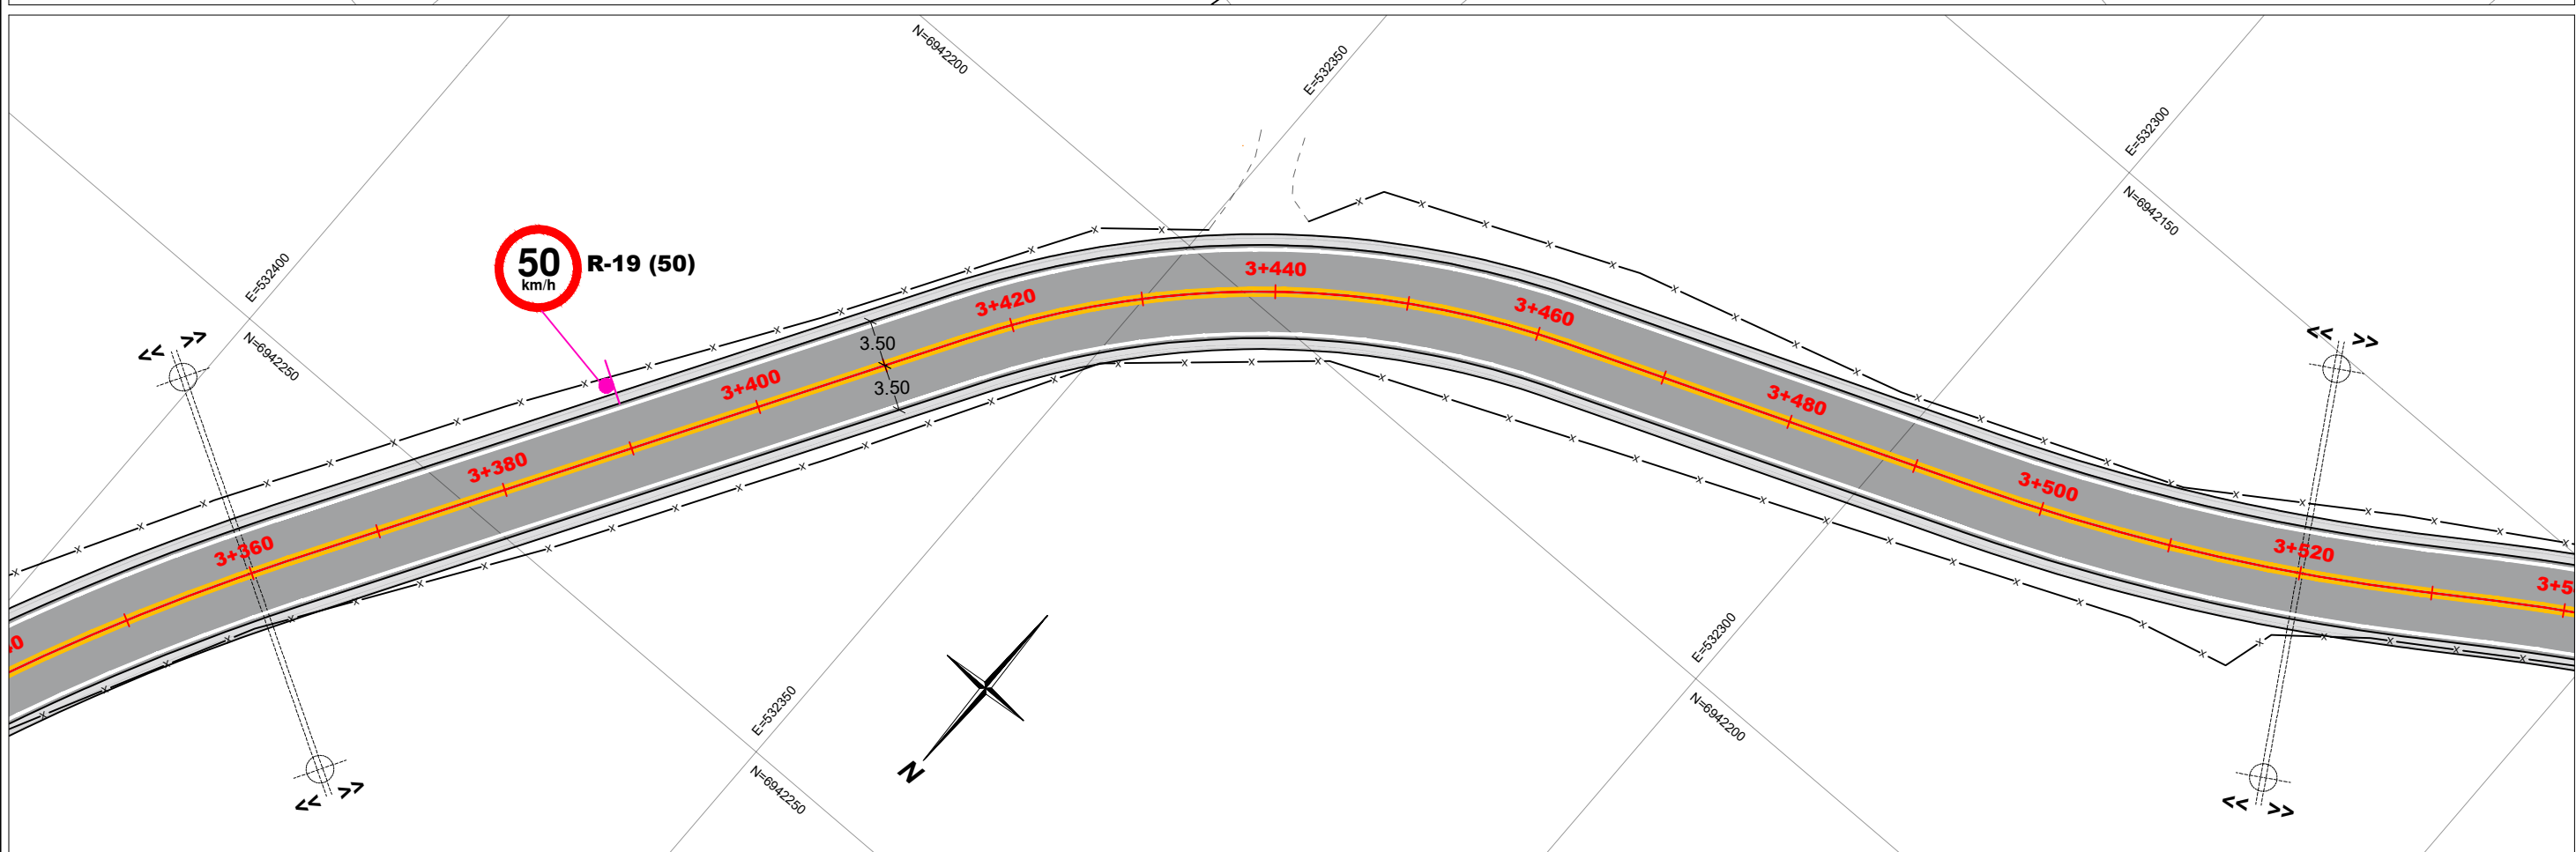 N=6942200
E=532350
E=532300
N=6942150
50
km/h
R-19 (50)
E=532400
N=6942250
<< >>
<< >>
3+440
3+420
3+460
3.50
3.50
3+400
3+480
3+380
3+500
3+360
3+520
E=532300
N=6942200
E=532350
N=6942250
N
<< >>
<< >>